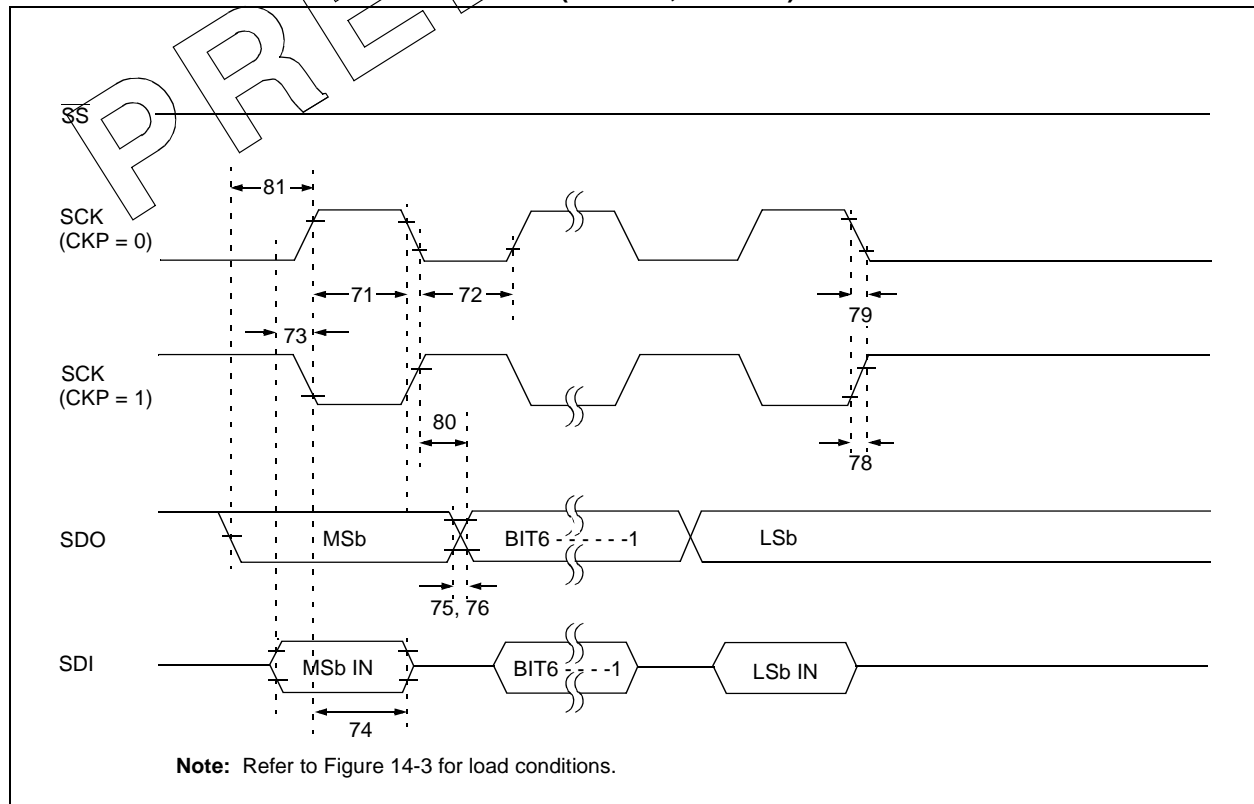 PRE
SS
81
SCK
(CKP = 0)
71
72
79
73
SCK
(CKP = 1)
80
78
SDO
MSb
BIT6 - - - - - -1
LSb
75, 76
SDI
MSb IN
BIT6 - - - - -1
LSb IN
74
Note: Refer to Figure 14-3 for load conditions.